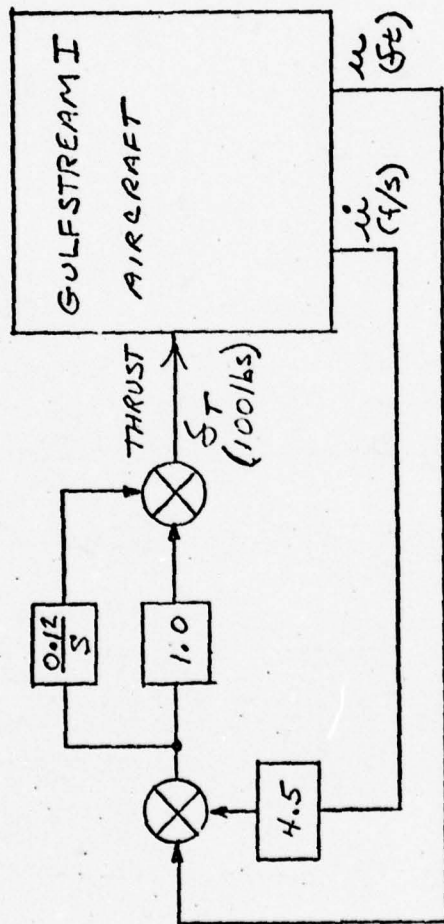 GULFSTREAM I
AIRCRAFT
THRUST
δT
(100 lbs)
0.12
S
1.0
4.5
u̇
(f/s)
u
(ft)